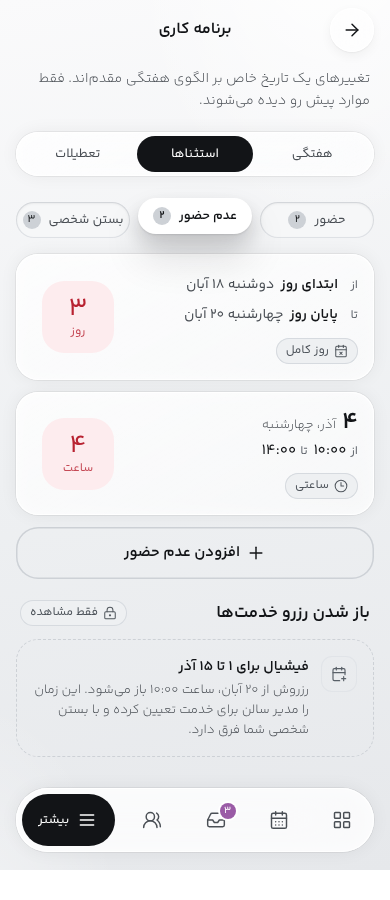 برنامه کاری
تغییرهای یک تاریخ خاص بر الگوی هفتگی مقدم‌اند. فقط
موارد پیش رو دیده می‌شوند.
هفتگی
استثناها
تعطیلات
حضور ۲
عدم حضور ۲
بستن شخصی ۳
از ابتدای روز دوشنبه ۱۸ آبان
تا پایان روز چهارشنبه ۲۰ آبان
روز کامل
۳
روز
۴ آذر، چهارشنبه
از ۱۰:۰۰ تا ۱۴:۰۰
ساعتی
۴
ساعت
افزودن عدم حضور
باز شدن رزرو خدمت‌ها
فقط مشاهده
فیشیال برای ۱ تا ۱۵ آذر
رزروش از ۲۰ آبان، ساعت ۱۰:۰۰ باز می‌شود. این زمان
را مدیر سالن برای خدمت تعیین کرده و با بستن
شخصی شما فرق دارد.
۳
بیشتر